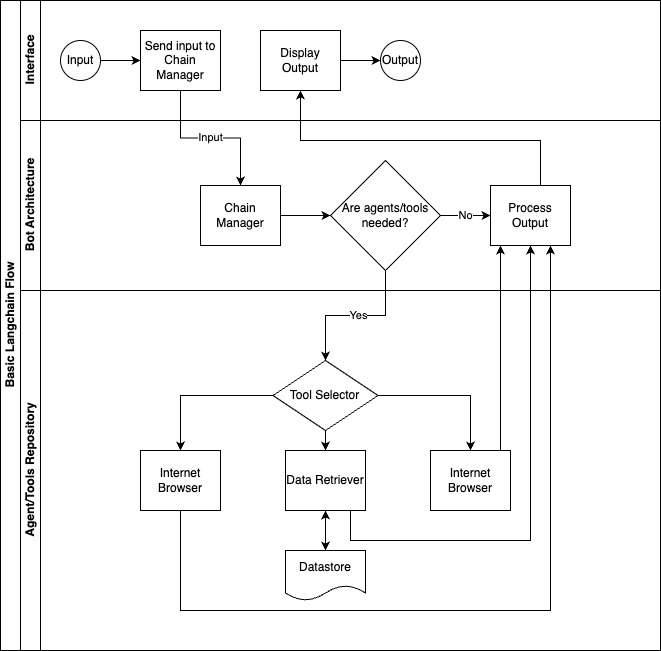 Basic Langchain Flow
Interface
Input
Send input to
Chain
Manager
Display
Output
Output
Bot Architecture
Input
Chain
Manager
Are agents/tools
needed?
No
Process
Output
Agent/Tools Repository
Yes
Tool Selector
Internet
Browser
Data Retriever
Internet
Browser
Datastore